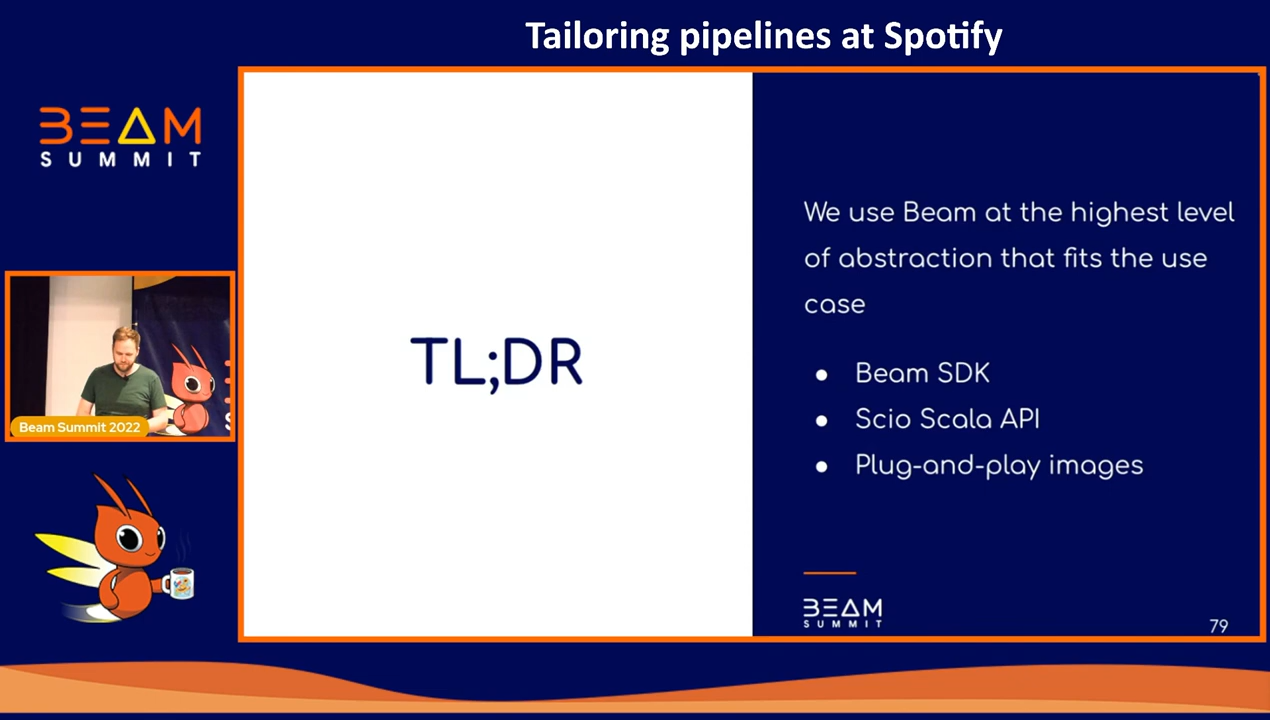 Tailoring pipelines at Spotify
BEAM
SUMMIT
Beam Summit 2022
TL;DR
We use Beam at the highest level
of abstraction that fits the use
case
● Beam SDK
● Scio Scala API
● Plug-and-play images
BEAM
SUMMIT
79